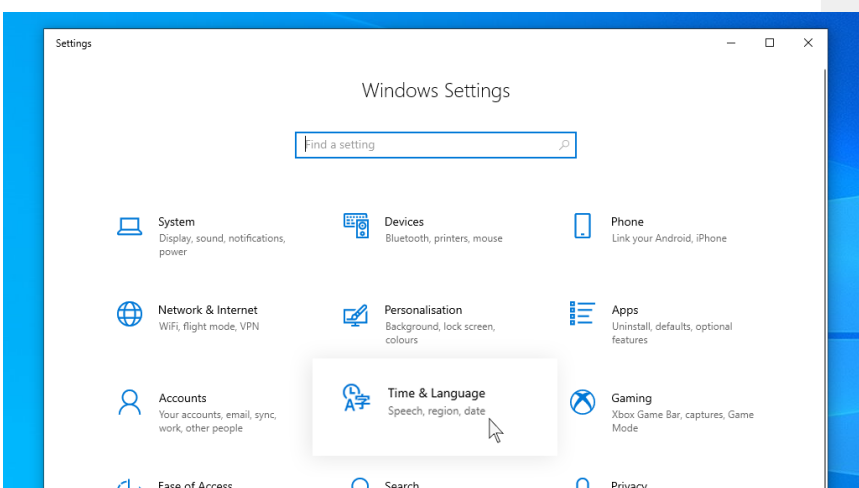 Settings
Windows Settings
Find a setting
System
Display, sound, notifications,
power
Devices
Bluetooth, printers, mouse
Phone
Link your Android, iPhone
Network & Internet
WiFi, flight mode, VPN
Personalisation
Background, lock screen,
colours
Apps
Uninstall, defaults, optional
features
Accounts
Your accounts, email, sync,
work, other people
Time & Language
Speech, region, date
A字
Gaming
Xbox Game Bar, captures, Game
Mode
Ease of Access
Search
Privacy